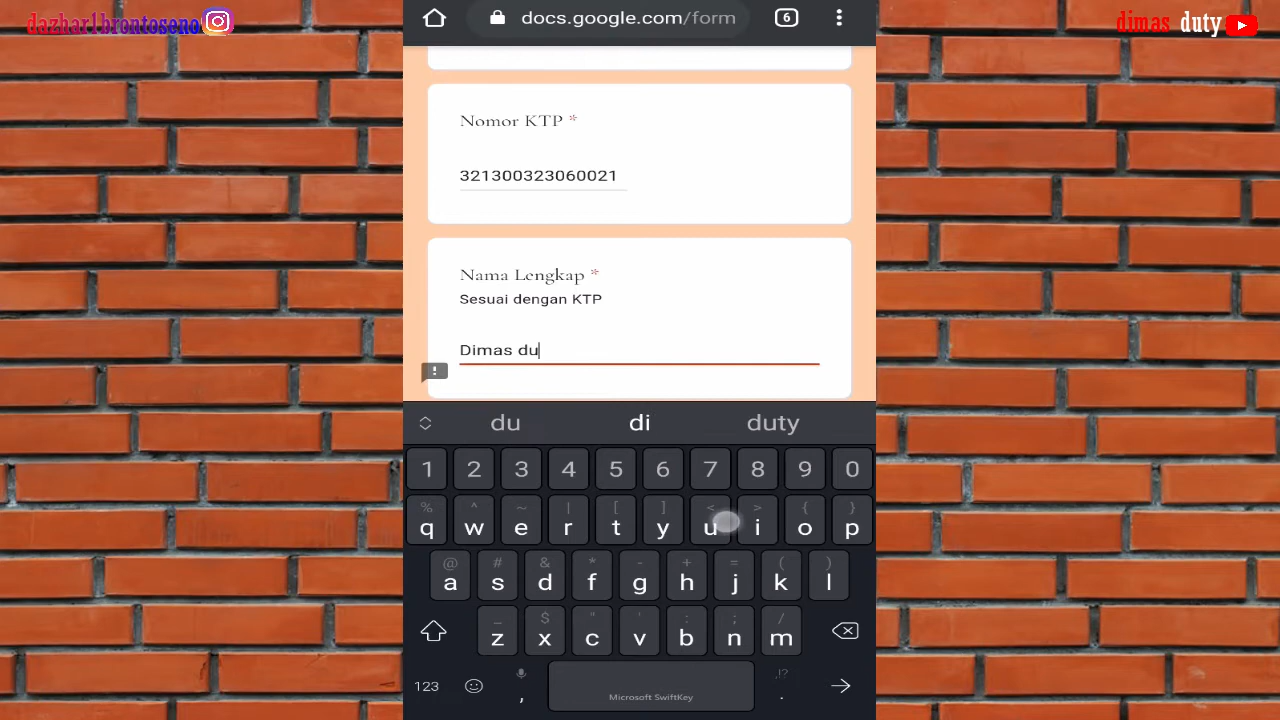 dazhar1brontoseno
dimas duty
docs.google.com/form
6
Nomor KTP *
321300323060021
Nama Lengkap *
Sesuai dengan KTP
Dimas du
du di duty
1 2 3 4 5 6 7 8 9 0
% ^ ~ | [ ] < > { }
q w e r t y u i o p
@ # & * - + = ( )
a s d f g h j k l
_ $ " ' : ; /
z x c v b n m
,!?
123 , Microsoft SwiftKey .